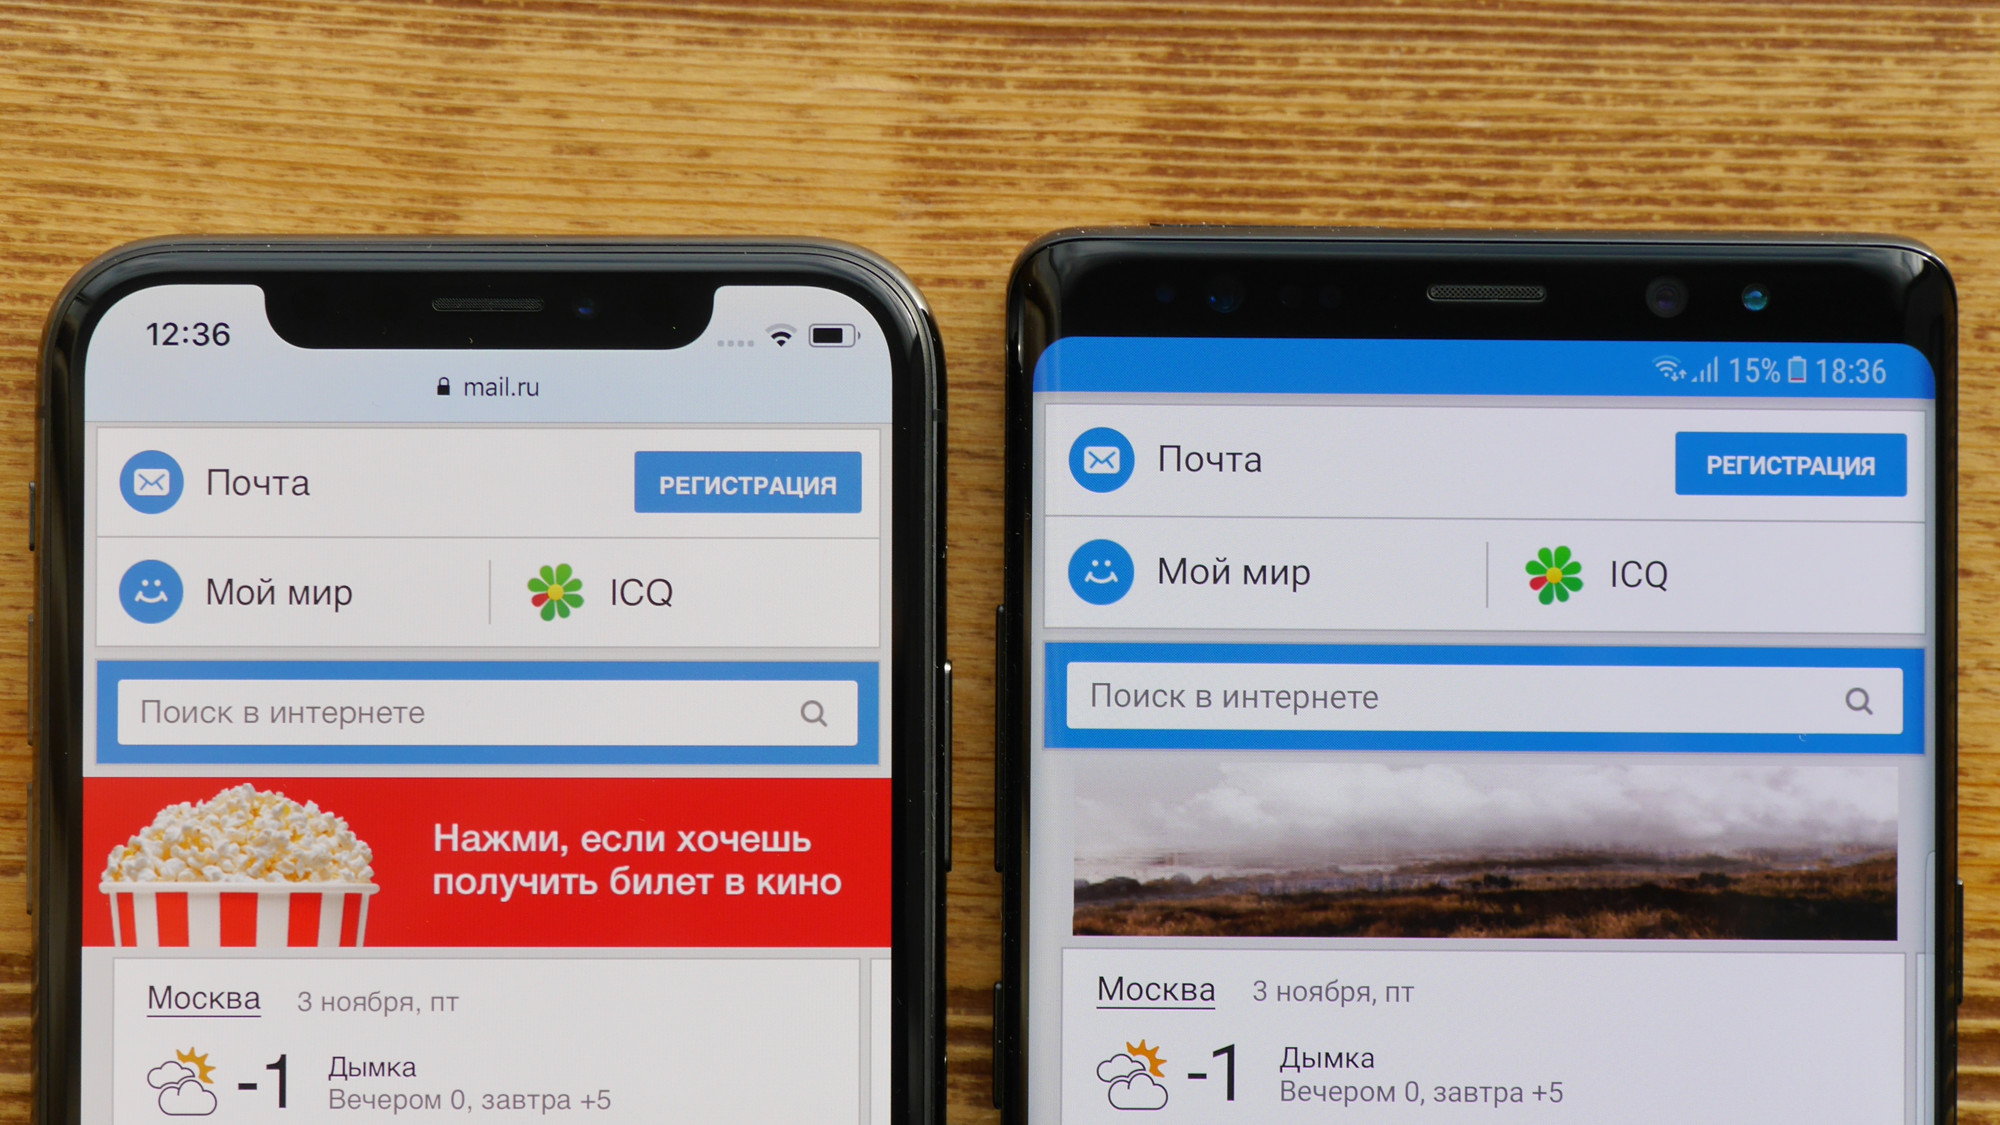 12:36
mail.ru
Почта
РЕГИСТРАЦИЯ
Мой мир
ICQ
Поиск в интернете
Нажми, если хочешь
получить билет в кино
Москва 3 ноября, пт
-1
Дымка
Вечером 0, завтра +5
15% 18:36
Почта
РЕГИСТРАЦИЯ
Мой мир
ICQ
Поиск в интернете
Москва 3 ноября, пт
-1
Дымка
Вечером 0, завтра +5